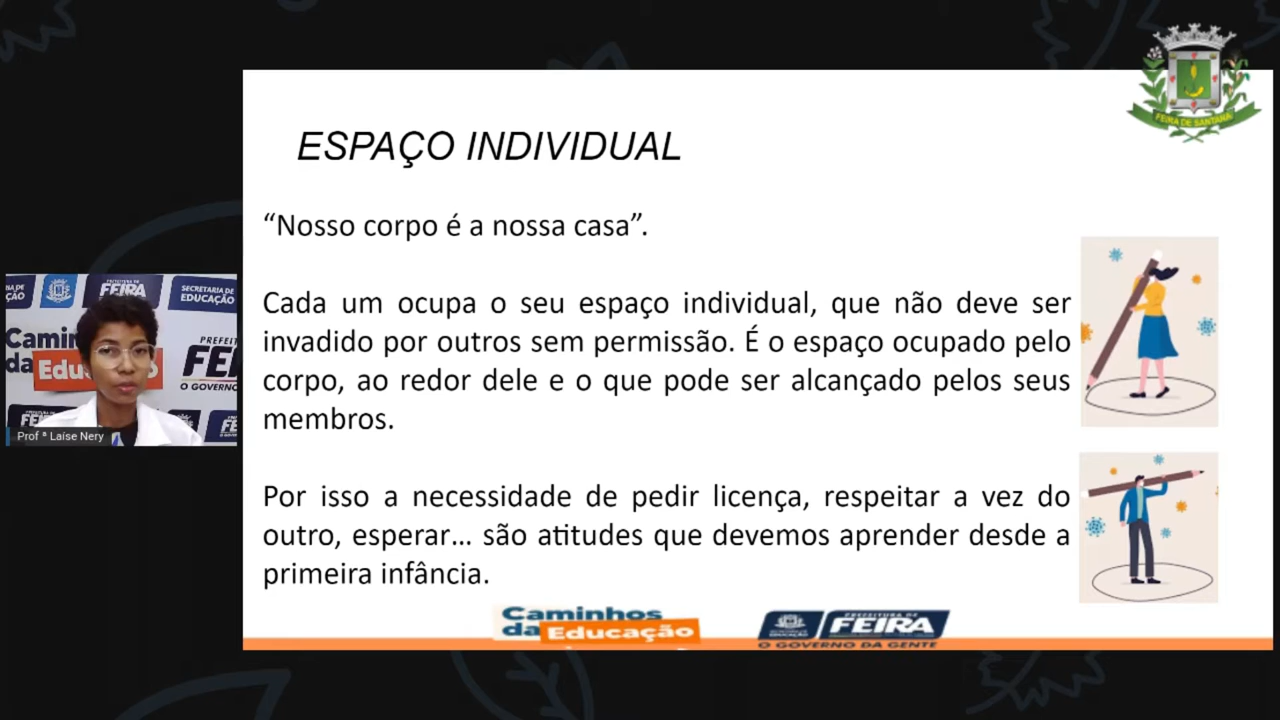 FEIRA DE SANTANA
ESPAÇO INDIVIDUAL
“Nosso corpo é a nossa casa”.
Cada um ocupa o seu espaço individual, que não deve ser
invadido por outros sem permissão. É o espaço ocupado pelo
corpo, ao redor dele e o que pode ser alcançado pelos seus
membros.
Por isso a necessidade de pedir licença, respeitar a vez do
outro, esperar... são atitudes que devemos aprender desde a
primeira infância.
FEIRA
SECRETARIA DE
EDUCAÇÃO
Prof ª Laíse Nery
Caminhos
da Educação
PREFEITURA DE
FEIRA
O GOVERNO DA GENTE